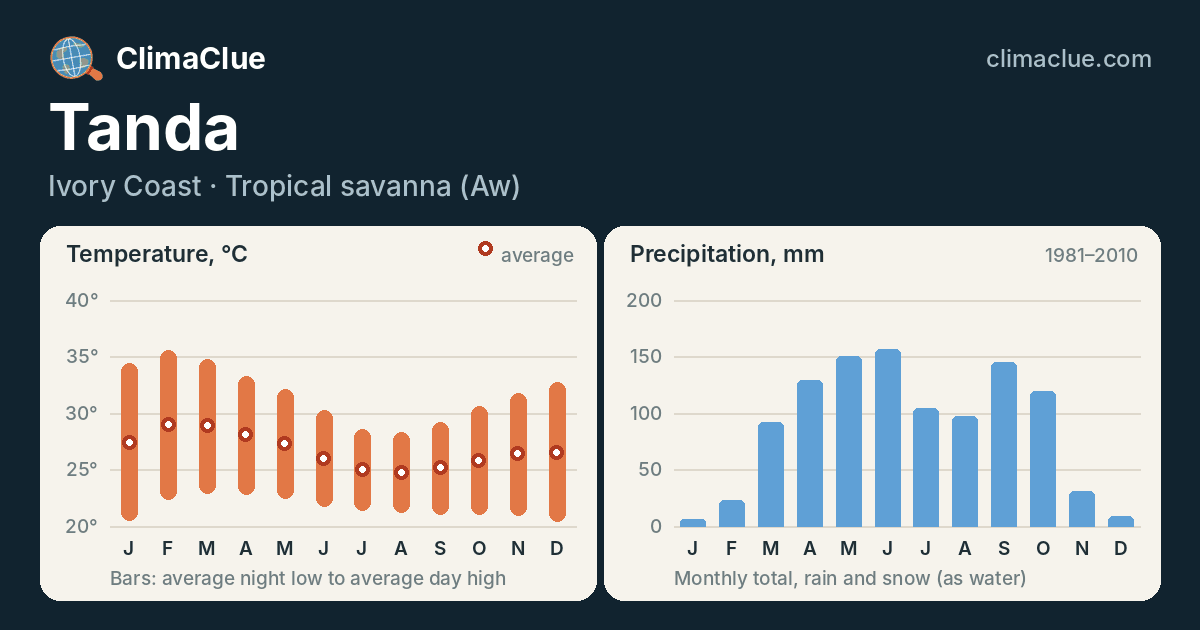 ClimaClue
climaclue.com
Tanda
Ivory Coast · Tropical savanna (Aw)
Temperature, °C
average
40°
35°
30°
25°
20°
J F M A M J J A S O N D
Bars: average night low to average day high
Precipitation, mm
1981–2010
200
150
100
50
0
J F M A M J J A S O N D
Monthly total, rain and snow (as water)